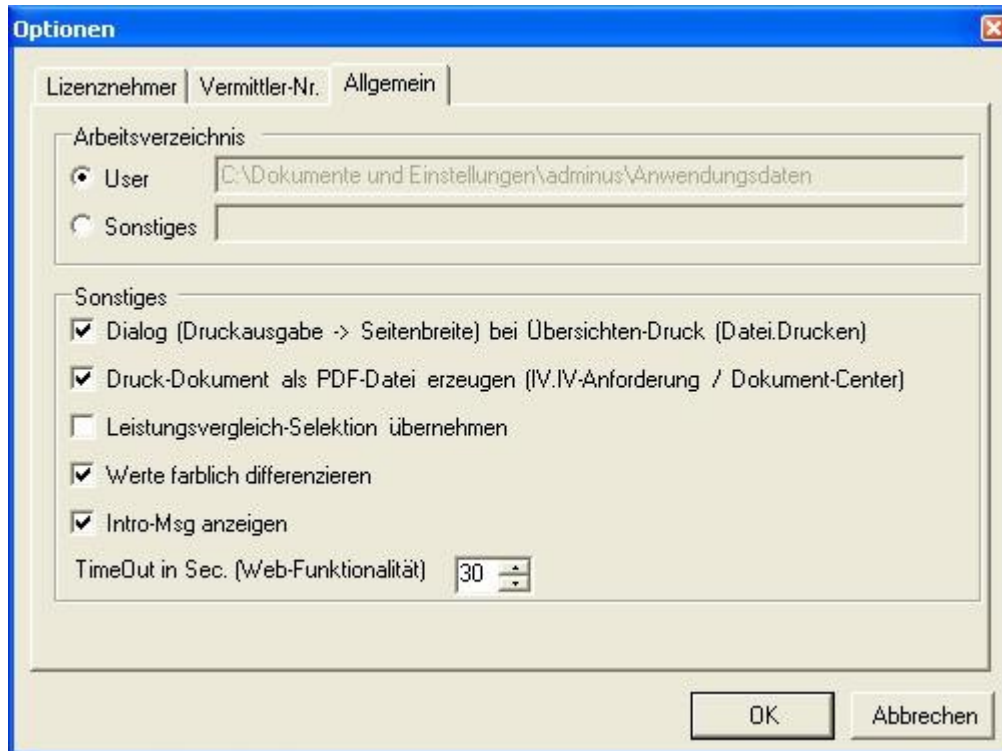 Optionen
Lizenznehmer Vermittler-Nr. Allgemein
Arbeitsverzeichnis
User C:\Dokumente und Einstellungen\adminus\Anwendungsdaten
Sonstiges
Sonstiges
Dialog (Druckausgabe -> Seitenbreite) bei Übersichten-Druck (Datei.Drucken)
Druck-Dokument als PDF-Datei erzeugen (IV.IV-Anforderung / Dokument-Center)
Leistungsvergleich-Selektion übernehmen
Werte farblich differenzieren
Intro-Msg anzeigen
TimeOut in Sec. (Web-Funktionalität) 30
OK Abbrechen